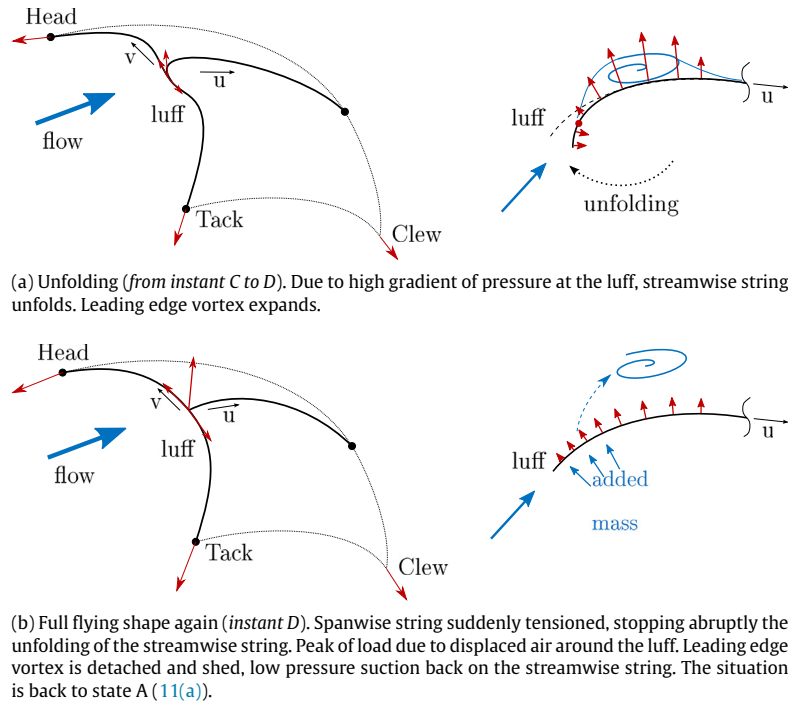 Head
v
u
luff
flow
Tack
Clew
luff
u
unfolding
(a) Unfolding (from instant C to D). Due to high gradient of pressure at the luff, streamwise string
unfolds. Leading edge vortex expands.
Head
v
u
luff
flow
Tack
Clew
luff
u
added
mass
(b) Full flying shape again (instant D). Spanwise string suddenly tensioned, stopping abruptly the
unfolding of the streamwise string. Peak of load due to displaced air around the luff. Leading edge
vortex is detached and shed, low pressure suction back on the streamwise string. The situation
is back to state A (11(a)).